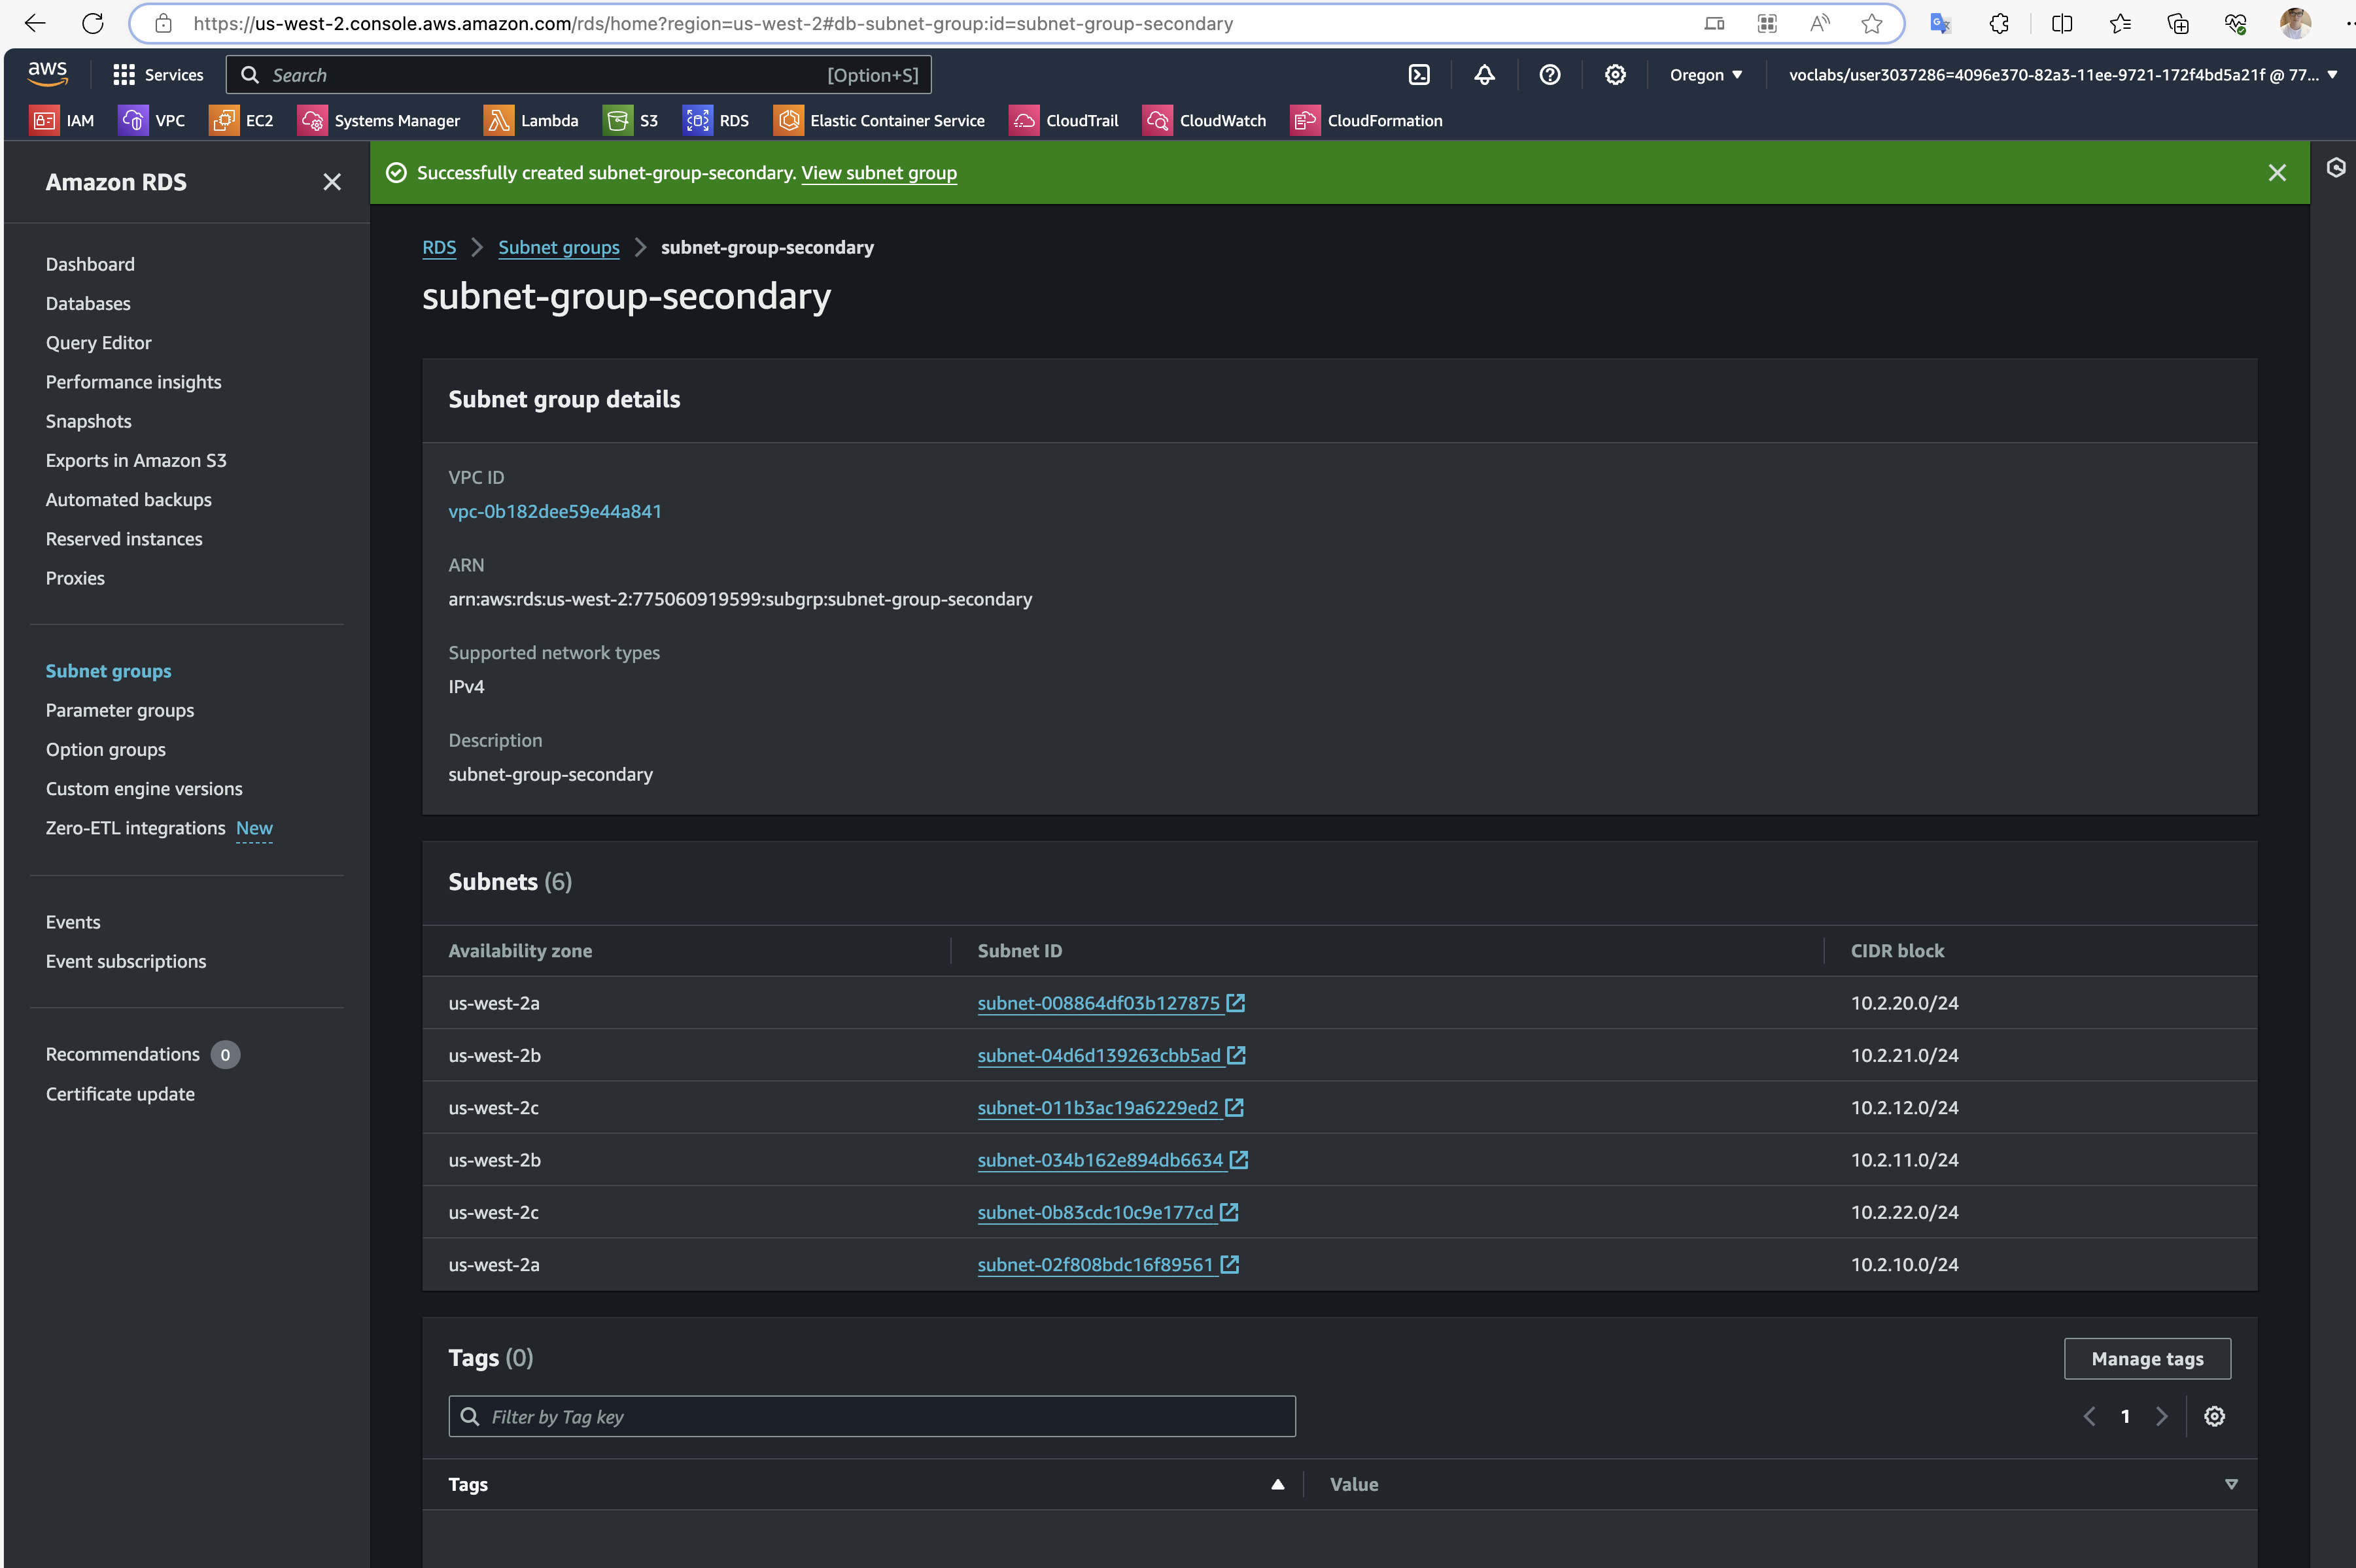 https://us-west-2.console.aws.amazon.com/rds/home?region=us-west-2#db-subnet-group:id=subnet-group-secondary
aws Services Search [Option+S] Oregon voclabs/user3037286=4096e370-82a3-11ee-9721-172f4bd5a21f @ 77...
IAM VPC EC2 Systems Manager Lambda S3 RDS Elastic Container Service CloudTrail CloudWatch CloudFormation
Amazon RDS
Dashboard
Databases
Query Editor
Performance insights
Snapshots
Exports in Amazon S3
Automated backups
Reserved instances
Proxies
Subnet groups
Parameter groups
Option groups
Custom engine versions
Zero-ETL integrations New
Events
Event subscriptions
Recommendations 0
Certificate update
Successfully created subnet-group-secondary. View subnet group
RDS > Subnet groups > subnet-group-secondary
subnet-group-secondary
Subnet group details
VPC ID
vpc-0b182dee59e44a841
ARN
arn:aws:rds:us-west-2:775060919599:subgrp:subnet-group-secondary
Supported network types
IPv4
Description
subnet-group-secondary
Subnets (6)
Availability zone Subnet ID CIDR block
us-west-2a subnet-008864df03b127875 10.2.20.0/24
us-west-2b subnet-04d6d139263cbb5ad 10.2.21.0/24
us-west-2c subnet-011b3ac19a6229ed2 10.2.12.0/24
us-west-2b subnet-034b162e894db6634 10.2.11.0/24
us-west-2c subnet-0b83cdc10c9e177cd 10.2.22.0/24
us-west-2a subnet-02f808bdc16f89561 10.2.10.0/24
Tags (0) Manage tags
Filter by Tag key 1
Tags Value